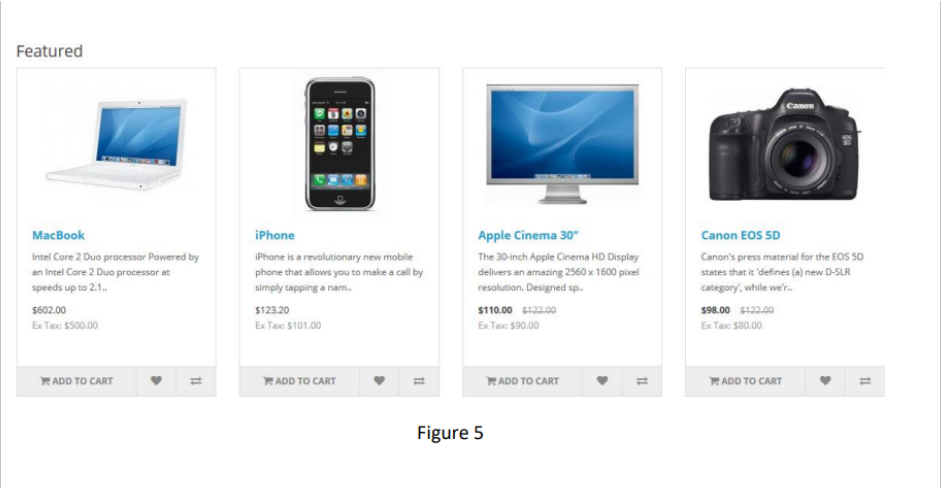 Featured
Canon
EOS
5D
MacBook
Intel Core 2 Duo processor Powered by
an Intel Core 2 Duo processor at
speeds up to 2.1..
$602.00
Ex Tax: $500.00
ADD TO CART
iPhone
iPhone is a revolutionary new mobile
phone that allows you to make a call by
simply tapping a nam..
$123.20
Ex Tax: $101.00
ADD TO CART
Apple Cinema 30"
The 30-inch Apple Cinema HD Display
delivers an amazing 2560 x 1600 pixel
resolution. Designed sp..
$110.00 $122.00
Ex Tax: $90.00
ADD TO CART
Canon EOS 5D
Canon's press material for the EOS 5D
states that it 'defines (a) new D-SLR
category', while we'r..
$98.00 $122.00
Ex Tax: $80.00
ADD TO CART
Figure 5